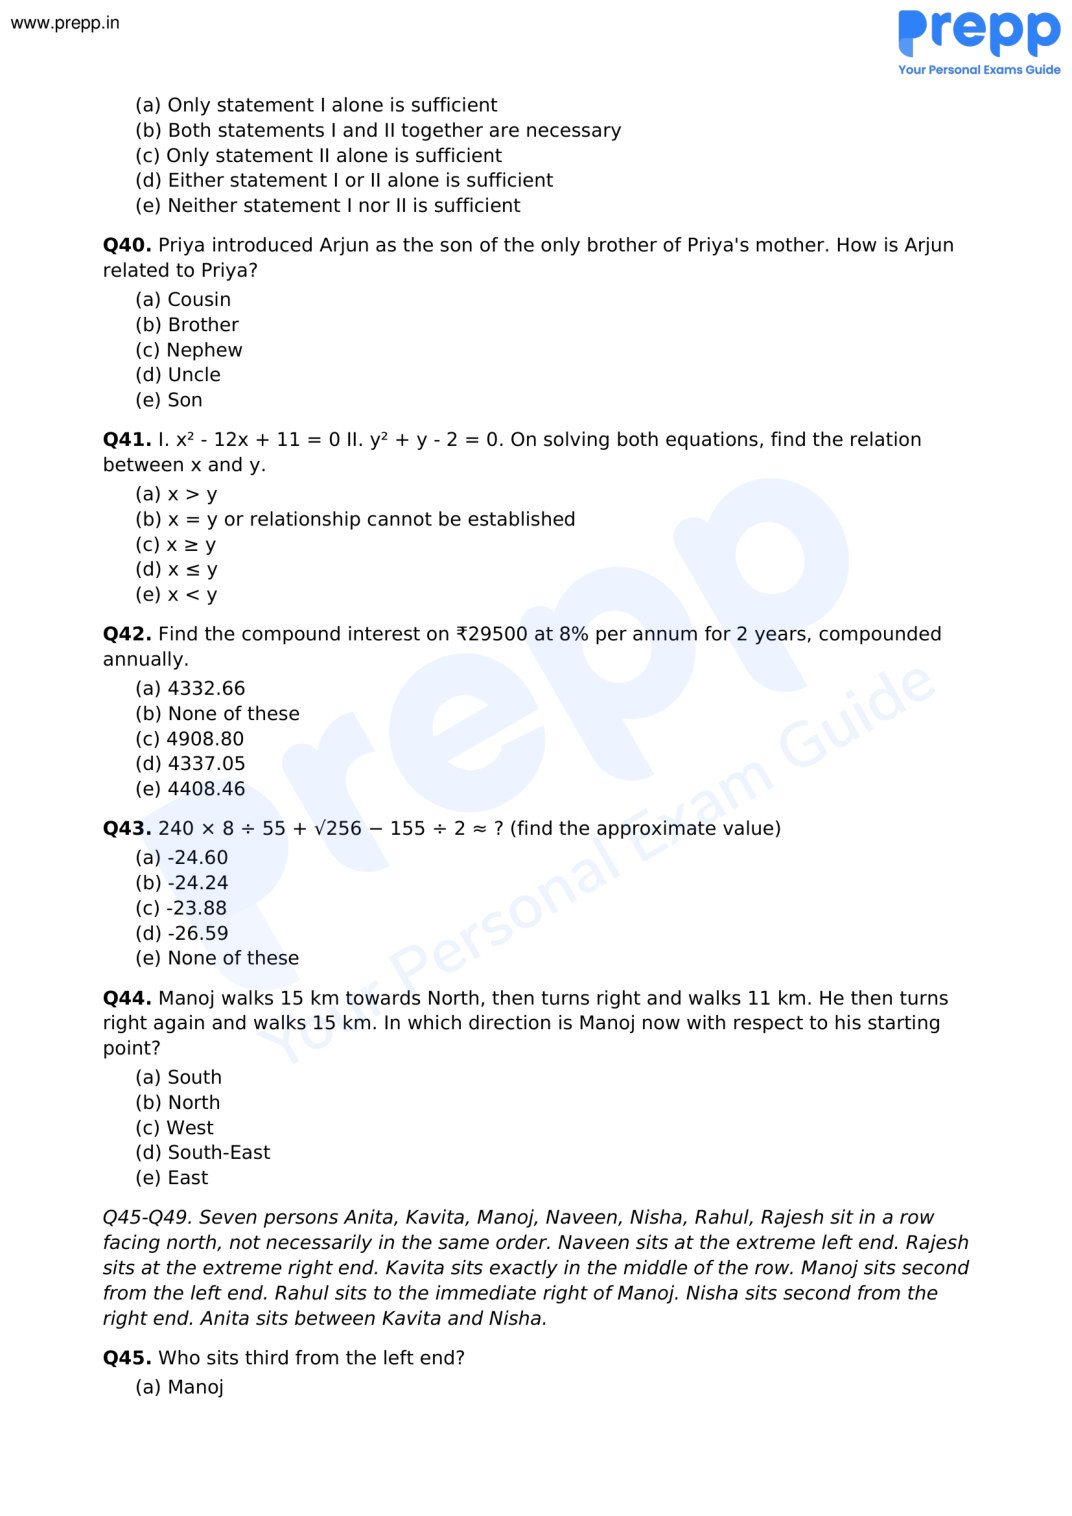 www.prepp.in
Prepp
Your Personal Exams Guide
(a) Only statement I alone is sufficient
(b) Both statements I and II together are necessary
(c) Only statement II alone is sufficient
(d) Either statement I or II alone is sufficient
(e) Neither statement I nor II is sufficient
Q40. Priya introduced Arjun as the son of the only brother of Priya's mother. How is Arjun
related to Priya?
(a) Cousin
(b) Brother
(c) Nephew
(d) Uncle
(e) Son
Q41. I. x² - 12x + 11 = 0 II. y² + y - 2 = 0. On solving both equations, find the relation
between x and y.
(a) x > y
(b) x = y or relationship cannot be established
(c) x ≥ y
(d) x ≤ y
(e) x < y
Q42. Find the compound interest on ₹29500 at 8% per annum for 2 years, compounded
annually.
(a) 4332.66
(b) None of these
(c) 4908.80
(d) 4337.05
(e) 4408.46
Q43. 240 × 8 ÷ 55 + √256 − 155 ÷ 2 ≈ ? (find the approximate value)
(a) -24.60
(b) -24.24
(c) -23.88
(d) -26.59
(e) None of these
Q44. Manoj walks 15 km towards North, then turns right and walks 11 km. He then turns
right again and walks 15 km. In which direction is Manoj now with respect to his starting
point?
(a) South
(b) North
(c) West
(d) South-East
(e) East
Q45-Q49. Seven persons Anita, Kavita, Manoj, Naveen, Nisha, Rahul, Rajesh sit in a row
facing north, not necessarily in the same order. Naveen sits at the extreme left end. Rajesh
sits at the extreme right end. Kavita sits exactly in the middle of the row. Manoj sits second
from the left end. Rahul sits to the immediate right of Manoj. Nisha sits second from the
right end. Anita sits between Kavita and Nisha.
Q45. Who sits third from the left end?
(a) Manoj
Prepp
Your Personal Exam Guide